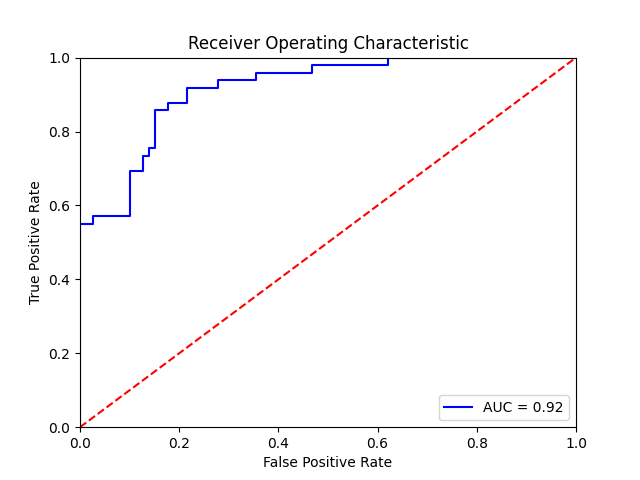 Receiver Operating Characteristic
True Positive Rate
1.0
0.8
0.6
0.4
0.2
0.0
AUC = 0.92
0.0 0.2 0.4 0.6 0.8 1.0
False Positive Rate